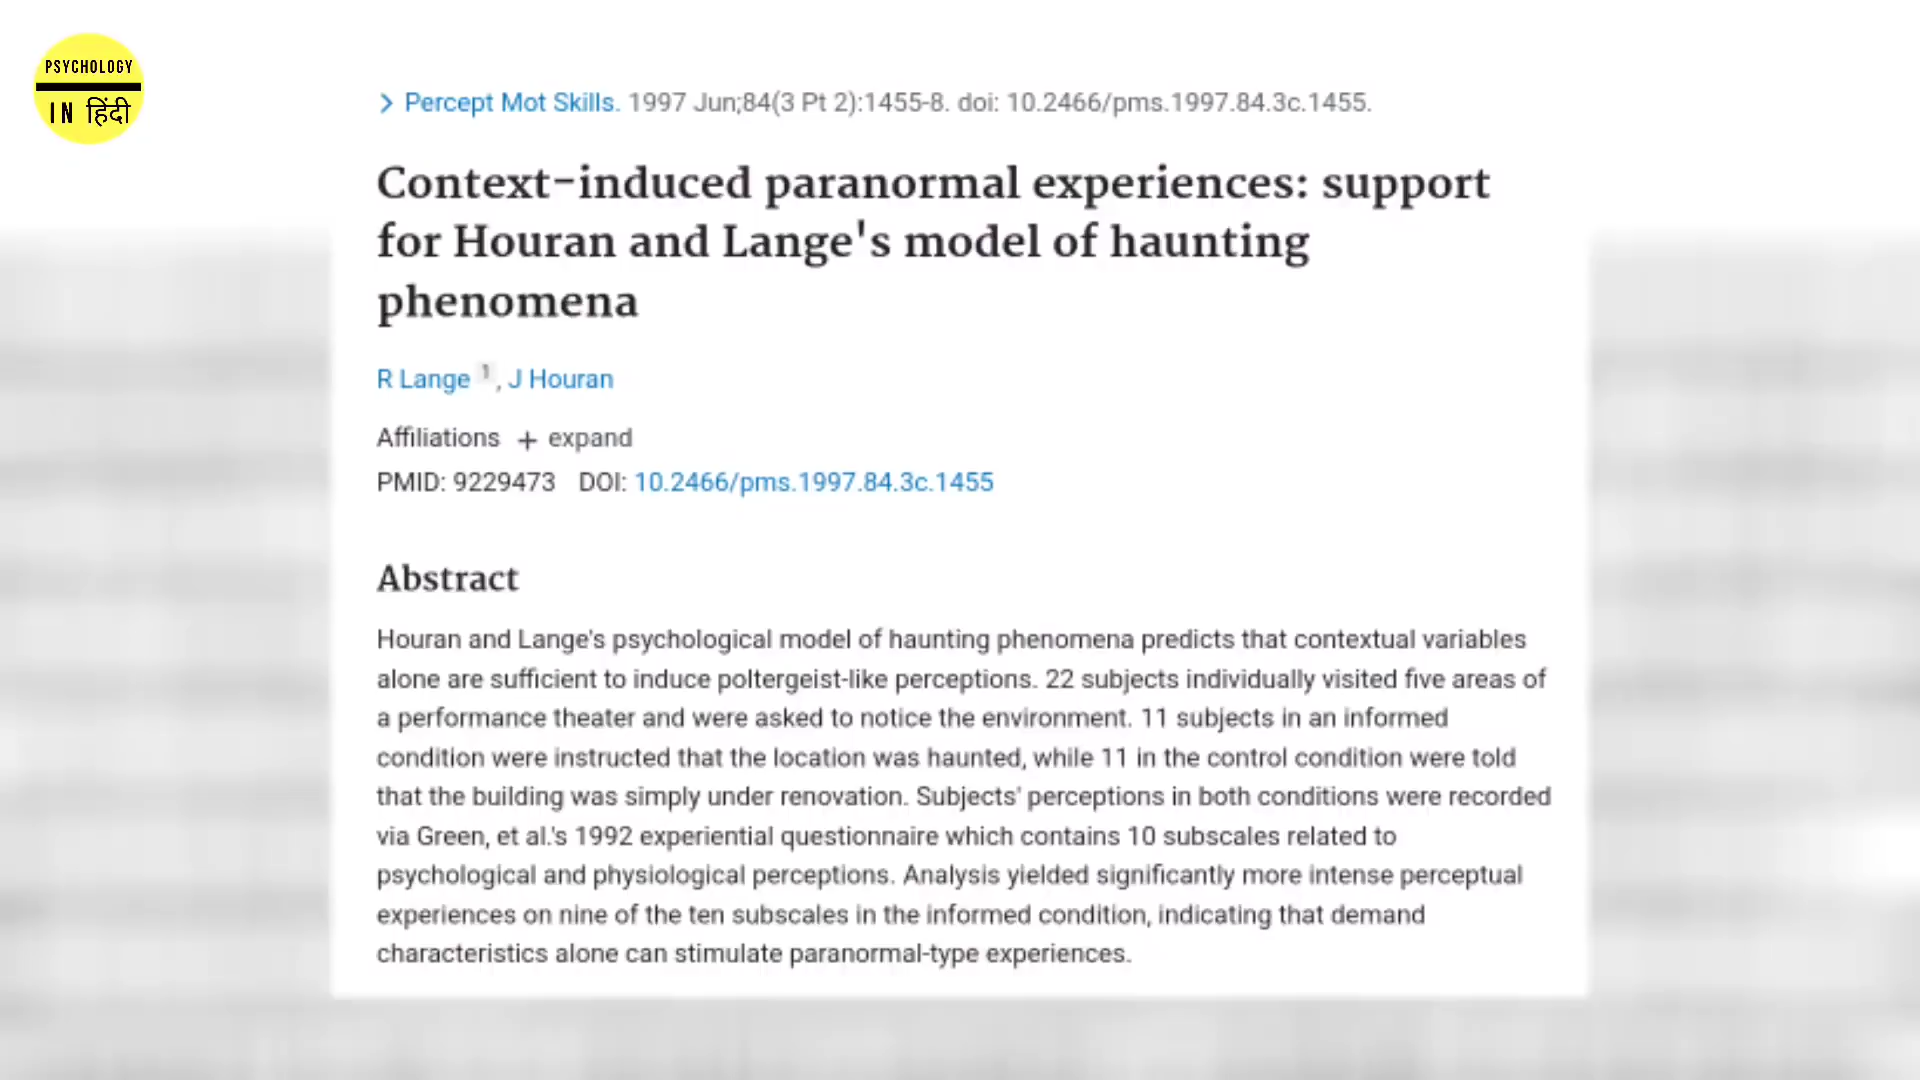 PSYCHOLOGY
IN हिंदी
Percept Mot Skills. 1997 Jun;84(3 Pt 2):1455-8. doi: 10.2466/pms.1997.84.3c.1455.
Context-induced paranormal experiences: support
for Houran and Lange's model of haunting
phenomena
R Lange 1, J Houran
Affiliations + expand
PMID: 9229473 DOI: 10.2466/pms.1997.84.3c.1455
Abstract
Houran and Lange's psychological model of haunting phenomena predicts that contextual variables
alone are sufficient to induce poltergeist-like perceptions. 22 subjects individually visited five areas of
a performance theater and were asked to notice the environment. 11 subjects in an informed
condition were instructed that the location was haunted, while 11 in the control condition were told
that the building was simply under renovation. Subjects' perceptions in both conditions were recorded
via Green, et al.'s 1992 experiential questionnaire which contains 10 subscales related to
psychological and physiological perceptions. Analysis yielded significantly more intense perceptual
experiences on nine of the ten subscales in the informed condition, indicating that demand
characteristics alone can stimulate paranormal-type experiences.